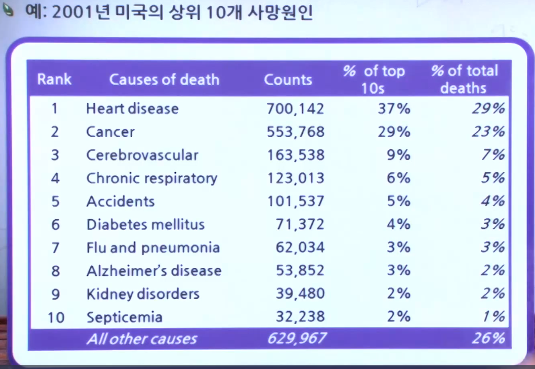 예: 2001년 미국의 상위 10개 사망원인
Rank Causes of death Counts % of top 10s % of total deaths
1 Heart disease 700,142 37% 29%
2 Cancer 553,768 29% 23%
3 Cerebrovascular 163,538 9% 7%
4 Chronic respiratory 123,013 6% 5%
5 Accidents 101,537 5% 4%
6 Diabetes mellitus 71,372 4% 3%
7 Flu and pneumonia 62,034 3% 3%
8 Alzheimer's disease 53,852 3% 2%
9 Kidney disorders 39,480 2% 2%
10 Septicemia 32,238 2% 1%
All other causes 629,967 26%